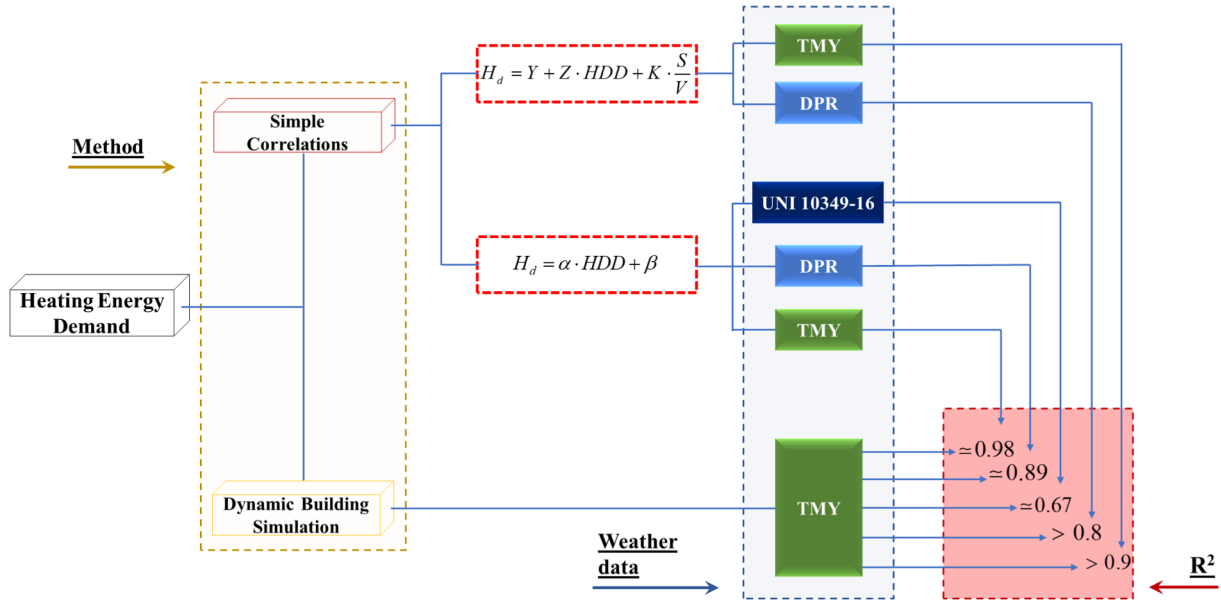 Method
Heating Energy
Demand
Simple
Correlations
Dynamic Building
Simulation
H_d = Y + Z · HDD + K · S/V
H_d = α · HDD + β
TMY
DPR
UNI 10349-16
DPR
TMY
TMY
Weather
data
≃0.98
≃0.89
≃0.67
> 0.8
> 0.9
R²